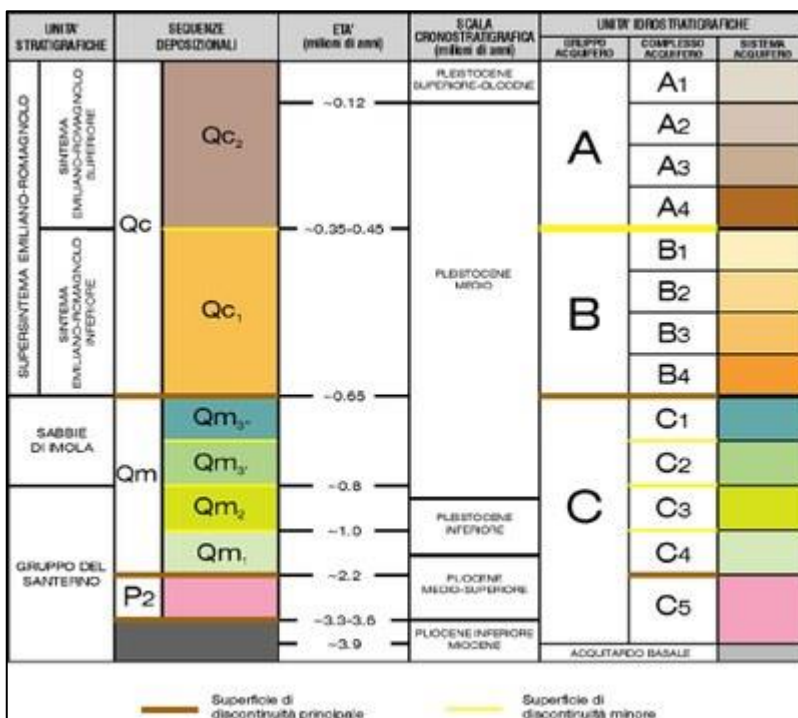 UNITA' STRATIGRAFICHE
SEQUENZE DEPOSIZIONALI
ETÀ (milioni di anni)
SCALA CRONOSTRATIGRAFICA (milioni di anni)
UNITA' IDROSTRATIGRAFICHE
GRUPPO ACQUIFERO
COMPLESSO ACQUIFERO
SISTEMA ACQUIFERO
SUPERSINTEMA EMILIANO-ROMAGNOLO
SINTEMA EMILIANO-ROMAGNOLO SUPERIORE
SINTEMA EMILIANO-ROMAGNOLO INFERIORE
SABBIE DI IMOLA
GRUPPO DEL SANTERNO
Qc
Qm
P2
Qc2
Qc1
Qm3"
Qm3'
Qm2
Qm1
~0.12
~0.35-0.45
~0.65
~0.8
~1.0
~2.2
~3.3-3.6
~3.9
PLEISTOCENE SUPERIORE-OLOCENE
PLEISTOCENE MEDIO
PLEISTOCENE INFERIORE
PLIOCENE MEDIO-SUPERIORE
PLIOCENE INFERIORE MIOCENE
A
B
C
A1
A2
A3
A4
B1
B2
B3
B4
C1
C2
C3
C4
C5
ACQUITARDO BASALE
Superficie di discontinuità principale
Superficie di discontinuità minore